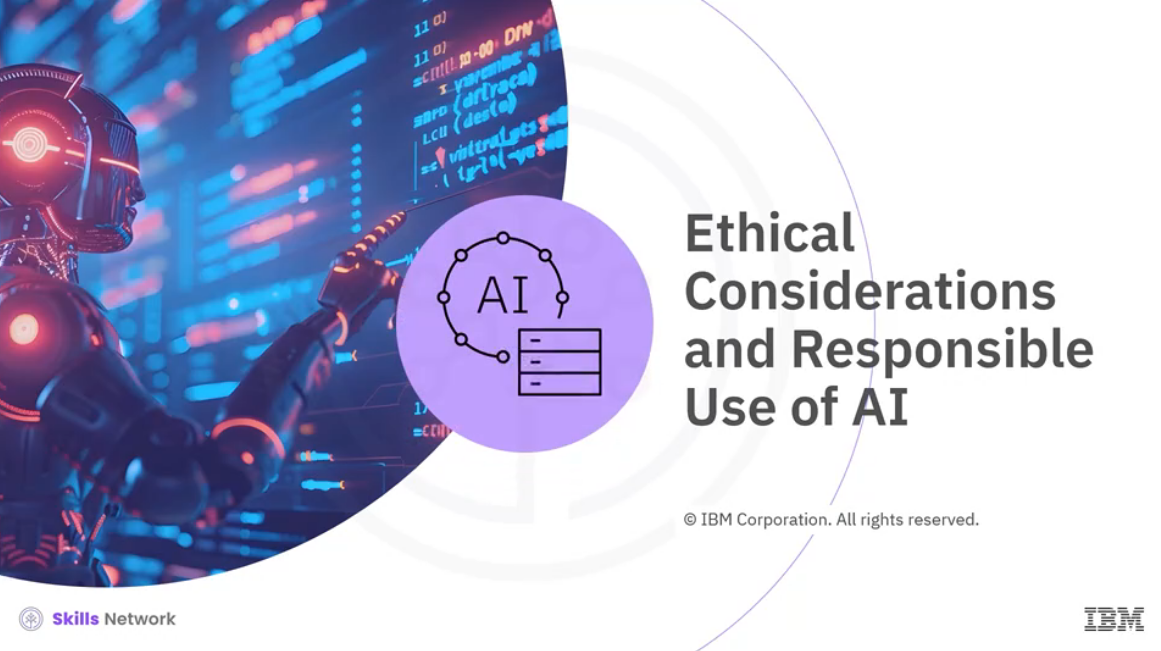 AI
Ethical
Considerations
and Responsible
Use of AI
© IBM Corporation. All rights reserved.
Skills Network
IBM